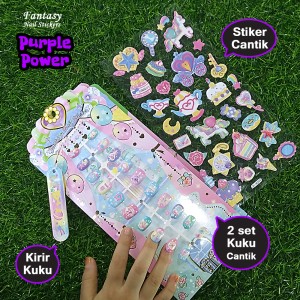 Fantasy
Nail Stickers
Purple
Power
Stiker
Cantik
Kirir
Kuku
2 set
Kuku
Cantik